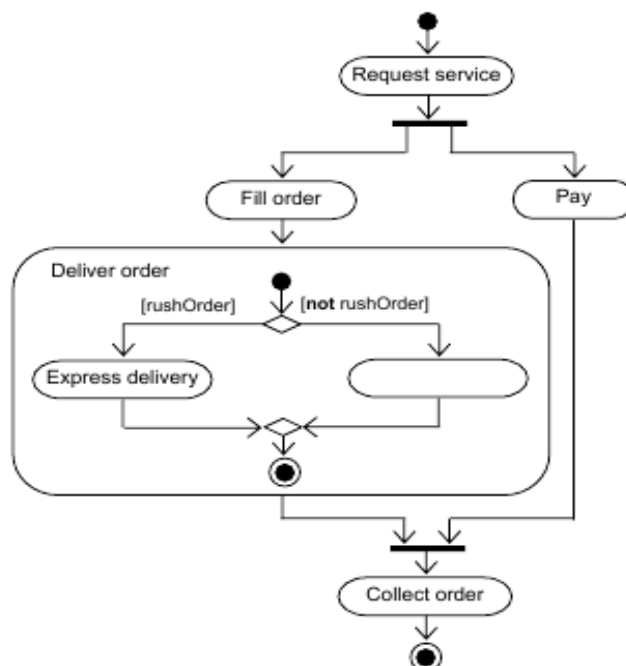 Request service
Fill order
Pay
Deliver order
[rushOrder]
[not rushOrder]
Express delivery
Collect order